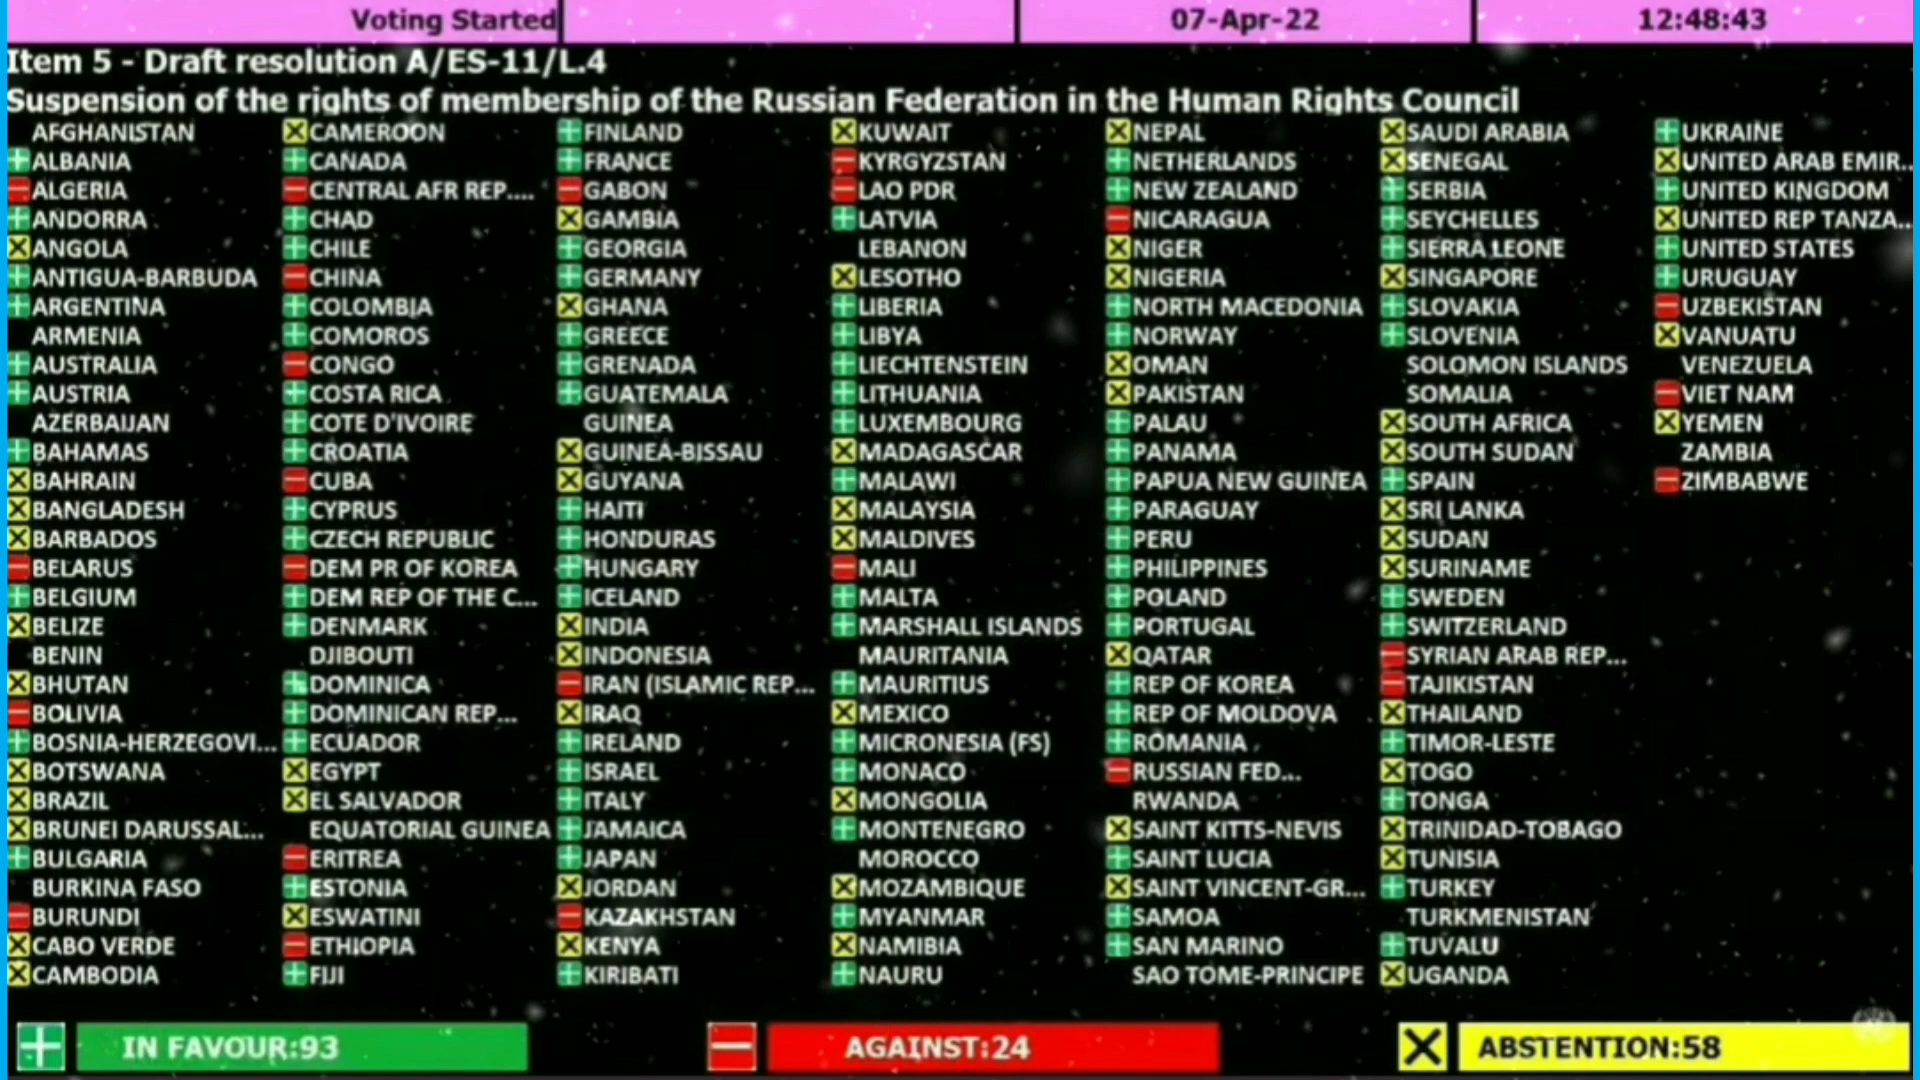 Voting Started 07-Apr-22 12:48:43
Item 5 - Draft resolution A/ES-11/L.4
Suspension of the rights of membership of the Russian Federation in the Human Rights Council
AFGHANISTAN
ALBANIA
ALGERIA
ANDORRA
ANGOLA
ANTIGUA-BARBUDA
ARGENTINA
ARMENIA
AUSTRALIA
AUSTRIA
AZERBAIJAN
BAHAMAS
BAHRAIN
BANGLADESH
BARBADOS
BELARUS
BELGIUM
BELIZE
BENIN
BHUTAN
BOLIVIA
BOSNIA-HERZEGOVI...
BOTSWANA
BRAZIL
BRUNEI DARUSSAL...
BULGARIA
BURKINA FASO
BURUNDI
CABO VERDE
CAMBODIA
CAMEROON
CANADA
CENTRAL AFR REP....
CHAD
CHILE
CHINA
COLOMBIA
COMOROS
CONGO
COSTA RICA
COTE D'IVOIRE
CROATIA
CUBA
CYPRUS
CZECH REPUBLIC
DEM PR OF KOREA
DEM REP OF THE C...
DENMARK
DJIBOUTI
DOMINICA
DOMINICAN REP...
ECUADOR
EGYPT
EL SALVADOR
EQUATORIAL GUINEA
ERITREA
ESTONIA
ESWATINI
ETHIOPIA
FIJI
FINLAND
FRANCE
GABON
GAMBIA
GEORGIA
GERMANY
GHANA
GREECE
GRENADA
GUATEMALA
GUINEA
GUINEA-BISSAU
GUYANA
HAITI
HONDURAS
HUNGARY
ICELAND
INDIA
INDONESIA
IRAN (ISLAMIC REP...
IRAQ
IRELAND
ISRAEL
ITALY
JAMAICA
JAPAN
JORDAN
KAZAKHSTAN
KENYA
KIRIBATI
KUWAIT
KYRGYZSTAN
LAO PDR
LATVIA
LEBANON
LESOTHO
LIBERIA
LIBYA
LIECHTENSTEIN
LITHUANIA
LUXEMBOURG
MADAGASCAR
MALAWI
MALAYSIA
MALDIVES
MALI
MALTA
MARSHALL ISLANDS
MAURITANIA
MAURITIUS
MEXICO
MICRONESIA (FS)
MONACO
MONGOLIA
MONTENEGRO
MOROCCO
MOZAMBIQUE
MYANMAR
NAMIBIA
NAURU
NEPAL
NETHERLANDS
NEW ZEALAND
NICARAGUA
NIGER
NIGERIA
NORTH MACEDONIA
NORWAY
OMAN
PAKISTAN
PALAU
PANAMA
PAPUA NEW GUINEA
PARAGUAY
PERU
PHILIPPINES
POLAND
PORTUGAL
QATAR
REP OF KOREA
REP OF MOLDOVA
ROMANIA
RUSSIAN FED...
RWANDA
SAINT KITTS-NEVIS
SAINT LUCIA
SAINT VINCENT-GR...
SAMOA
SAN MARINO
SAO TOME-PRINCIPE
SAUDI ARABIA
SENEGAL
SERBIA
SEYCHELLES
SIERRA LEONE
SINGAPORE
SLOVAKIA
SLOVENIA
SOLOMON ISLANDS
SOMALIA
SOUTH AFRICA
SOUTH SUDAN
SPAIN
SRI LANKA
SUDAN
SURINAME
SWEDEN
SWITZERLAND
SYRIAN ARAB REP...
TAJIKISTAN
THAILAND
TIMOR-LESTE
TOGO
TONGA
TRINIDAD-TOBAGO
TUNISIA
TURKEY
TURKMENISTAN
TUVALU
UGANDA
UKRAINE
UNITED ARAB EMIR...
UNITED KINGDOM
UNITED REP TANZA...
UNITED STATES
URUGUAY
UZBEKISTAN
VANUATU
VENEZUELA
VIET NAM
YEMEN
ZAMBIA
ZIMBABWE
IN FAVOUR:93 AGAINST:24 ABSTENTION:58